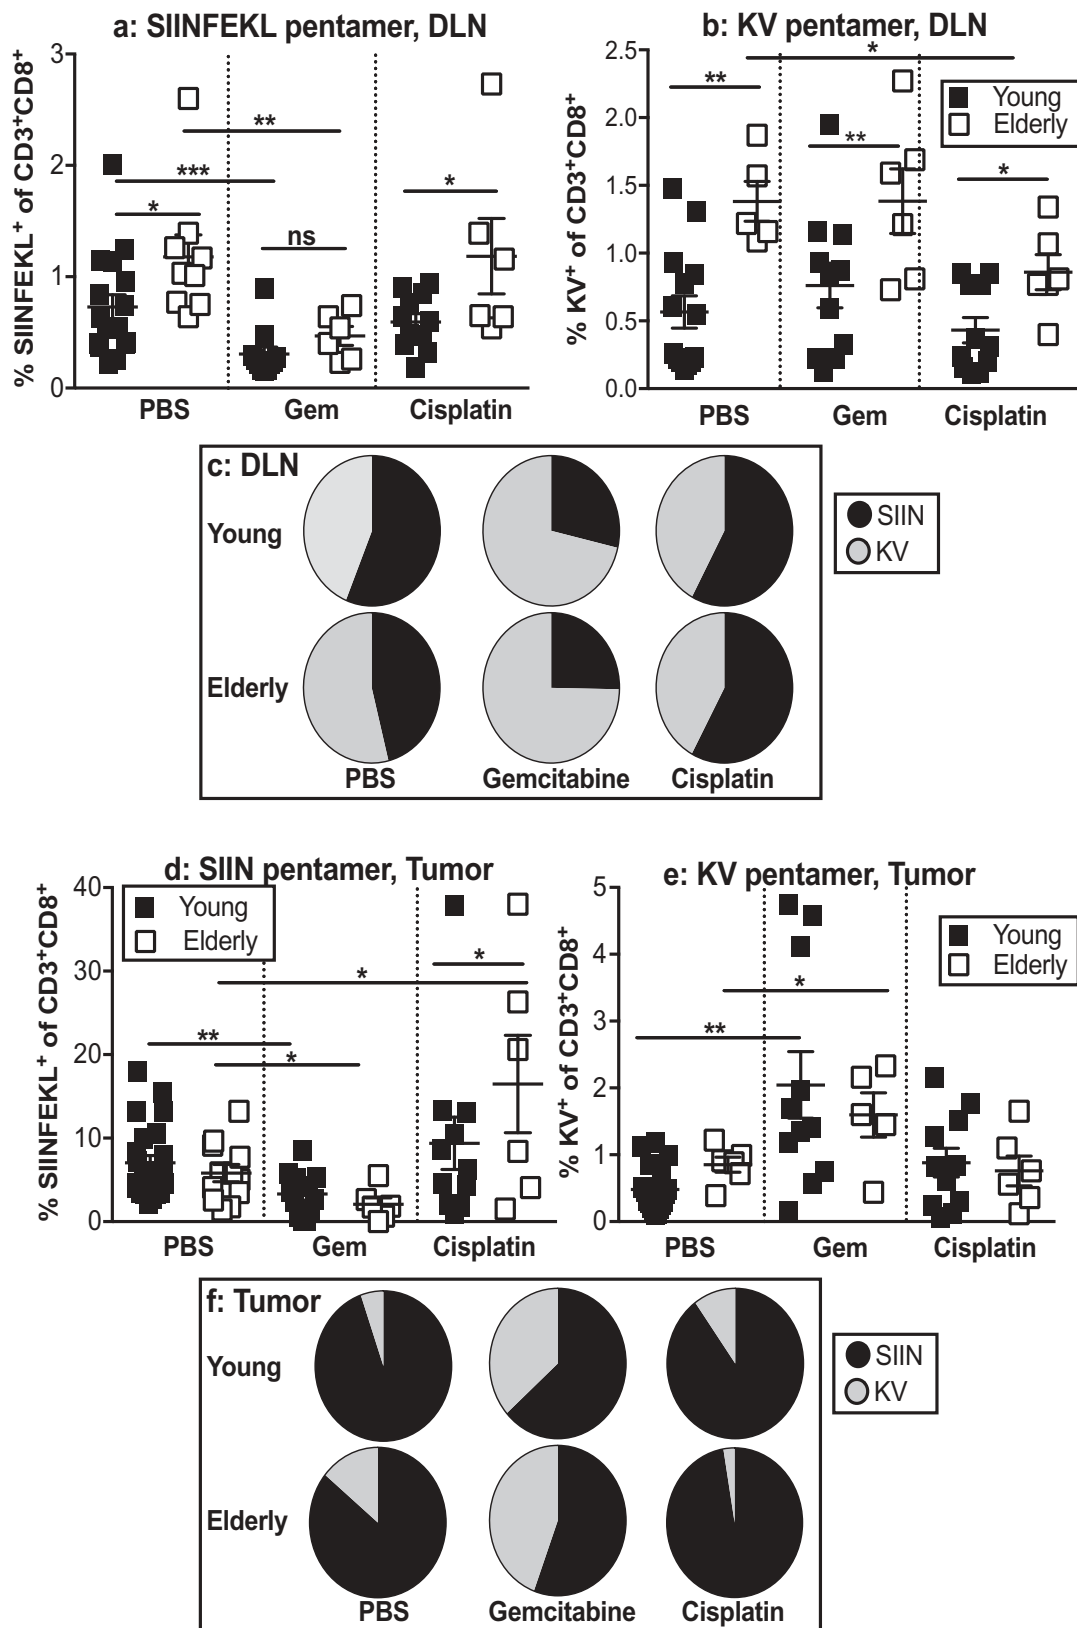 a: SIINFEKL pentamer, DLN
% SIINFEKL⁺ of CD3⁺CD8⁺
3
2
1
0
**
***
*
ns
*
PBS Gem Cisplatin
b: KV pentamer, DLN
% KV⁺ of CD3⁺CD8⁺
2.5
2.0
1.5
1.0
0.5
0.0
*
**
**
*
Young
Elderly
PBS Gem Cisplatin
c: DLN
Young
Elderly
PBS Gemcitabine Cisplatin
SIIN
KV
d: SIIN pentamer, Tumor
% SIINFEKL⁺ of CD3⁺CD8⁺
40
30
20
10
0
Young
Elderly
*
*
**
*
PBS Gem Cisplatin
e: KV pentamer, Tumor
% KV⁺ of CD3⁺CD8⁺
5
4
3
2
1
0
Young
Elderly
*
**
PBS Gem Cisplatin
f: Tumor
Young
Elderly
PBS Gemcitabine Cisplatin
SIIN
KV